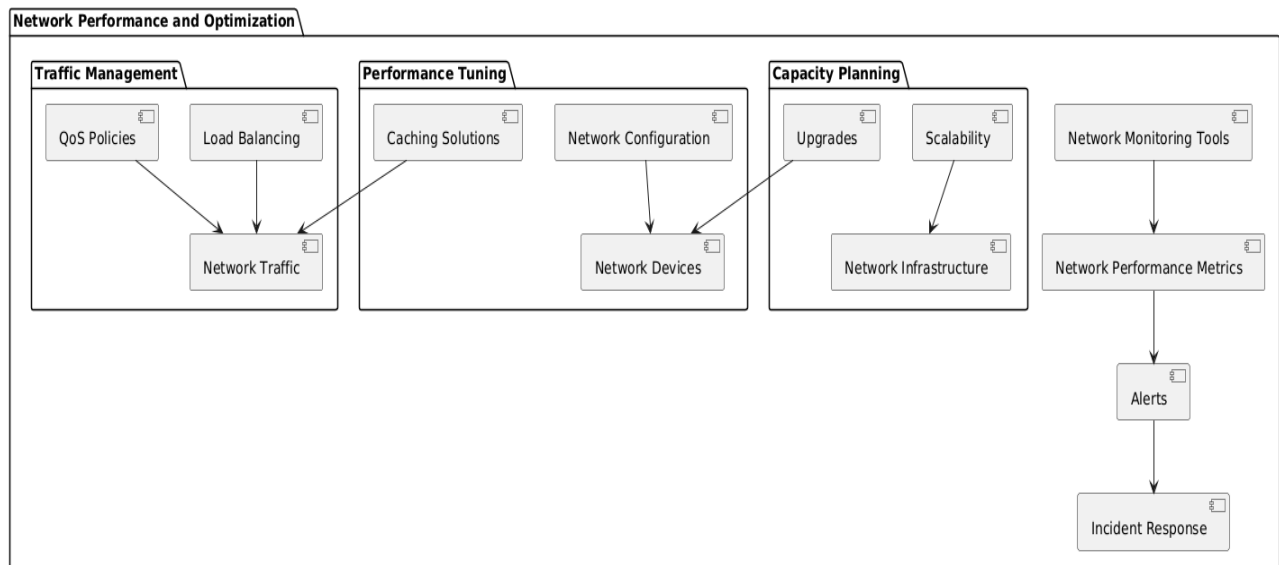 Network Performance and Optimization
Traffic Management
Performance Tuning
Capacity Planning
QoS Policies
Load Balancing
Caching Solutions
Network Configuration
Upgrades
Scalability
Network Monitoring Tools
Network Traffic
Network Devices
Network Infrastructure
Network Performance Metrics
Alerts
Incident Response